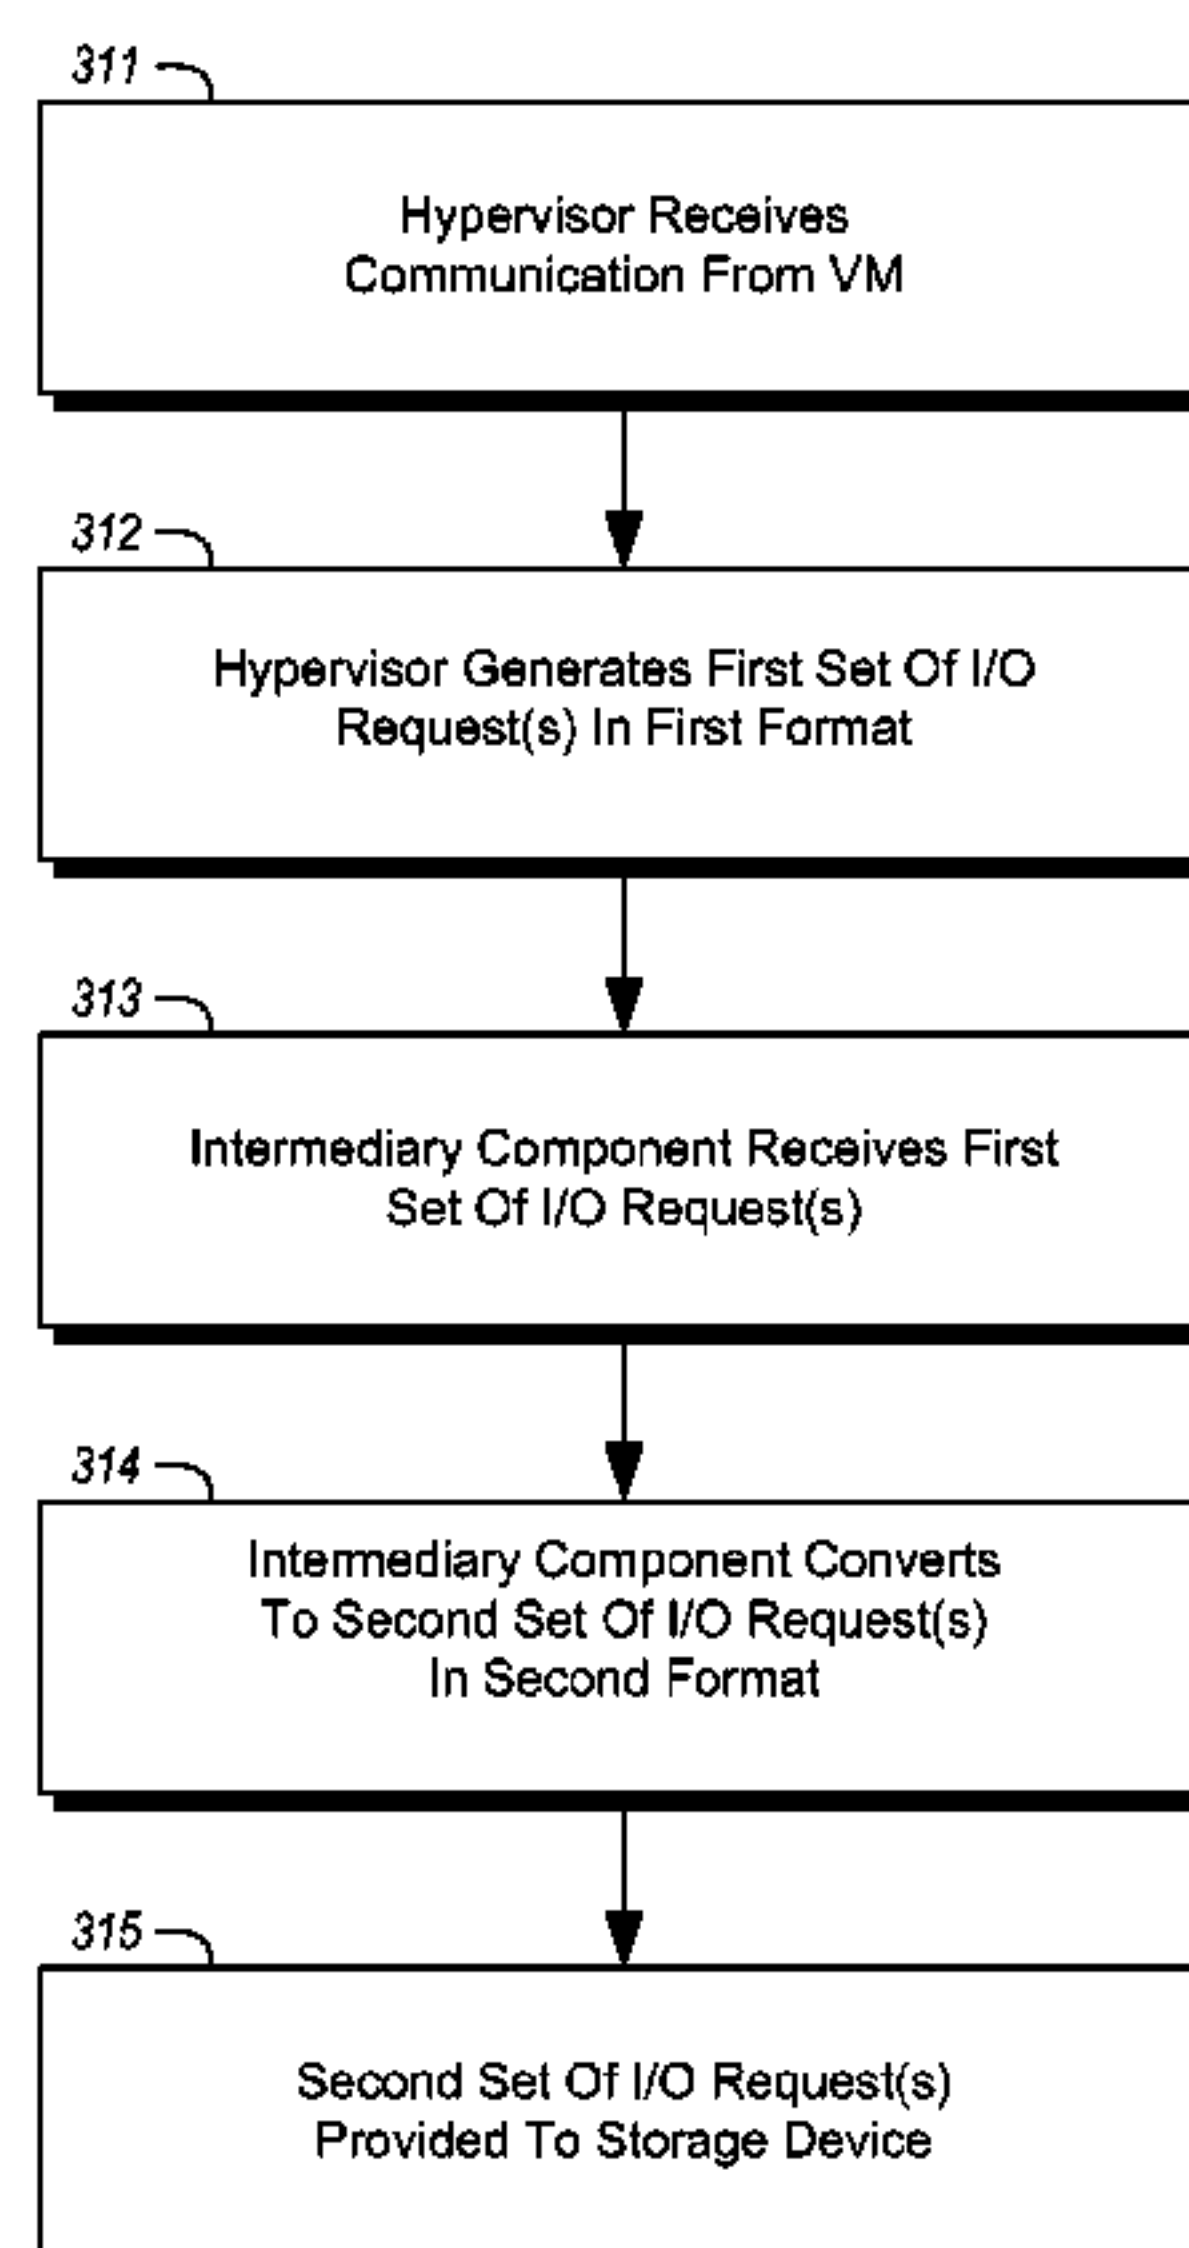 311
Hypervisor Receives
Communication From VM
312
Hypervisor Generates First Set Of I/O
Request(s) In First Format
313
Intermediary Component Receives First
Set Of I/O Request(s)
314
Intermediary Component Converts
To Second Set Of I/O Request(s)
In Second Format
315
Second Set Of I/O Request(s)
Provided To Storage Device